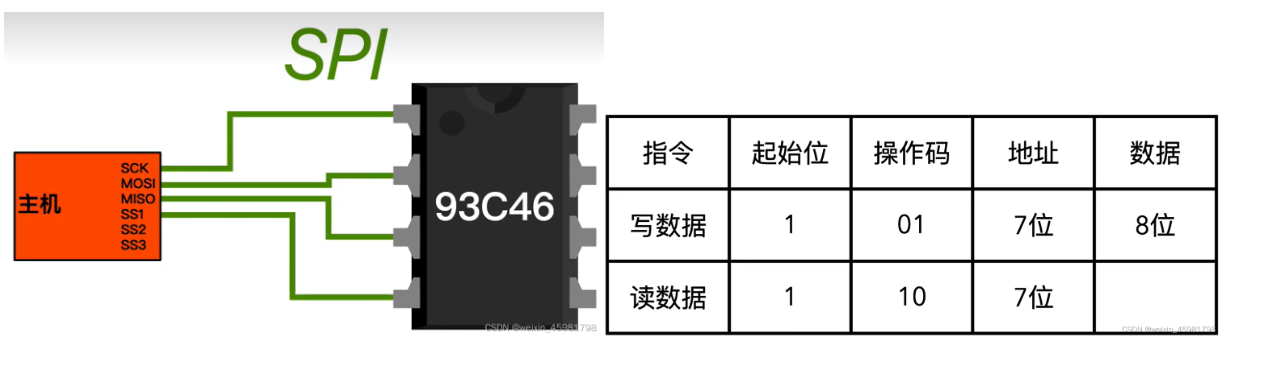 SPI
SCK
MOSI
MISO
SS1
SS2
SS3
主机
93C46
CSDN @weixin_45981798
指令 起始位 操作码 地址 数据
写数据 1 01 7位 8位
读数据 1 10 7位
CSDN @weixin_45981798